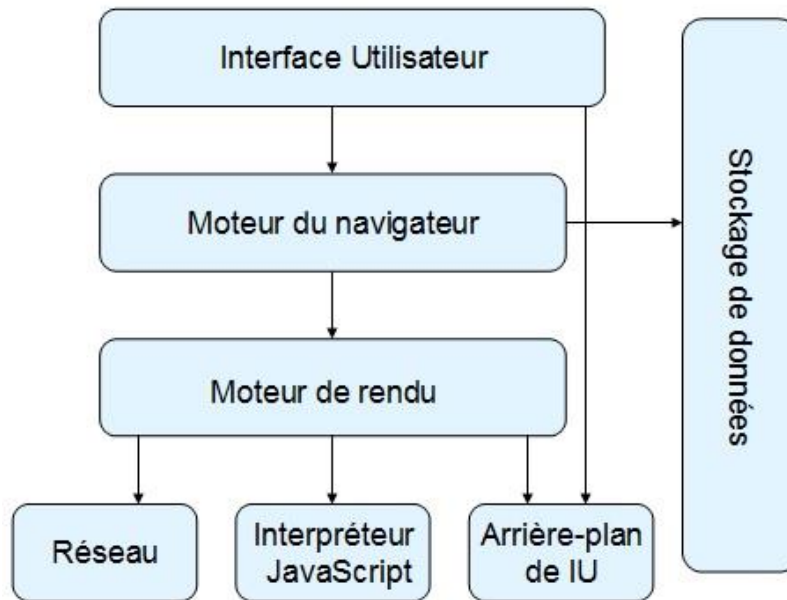 Interface Utilisateur
Moteur du navigateur
Stockage de données
Moteur de rendu
Réseau
Interpréteur
JavaScript
Arrière-plan
de IU